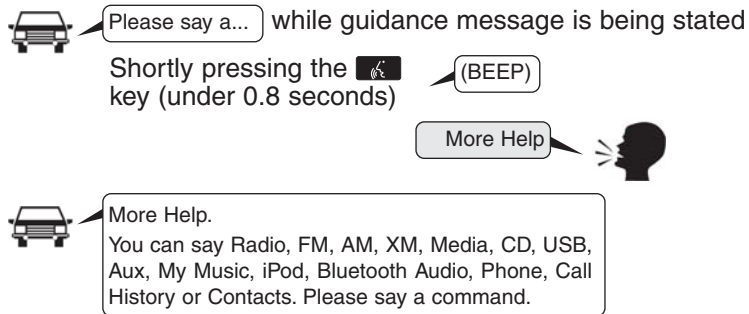 Please say a... while guidance message is being stated
Shortly pressing the
key (under 0.8 seconds)
(BEEP)
More Help
More Help.
You can say Radio, FM, AM, XM, Media, CD, USB,
Aux, My Music, iPod, Bluetooth Audio, Phone, Call
History or Contacts. Please say a command.